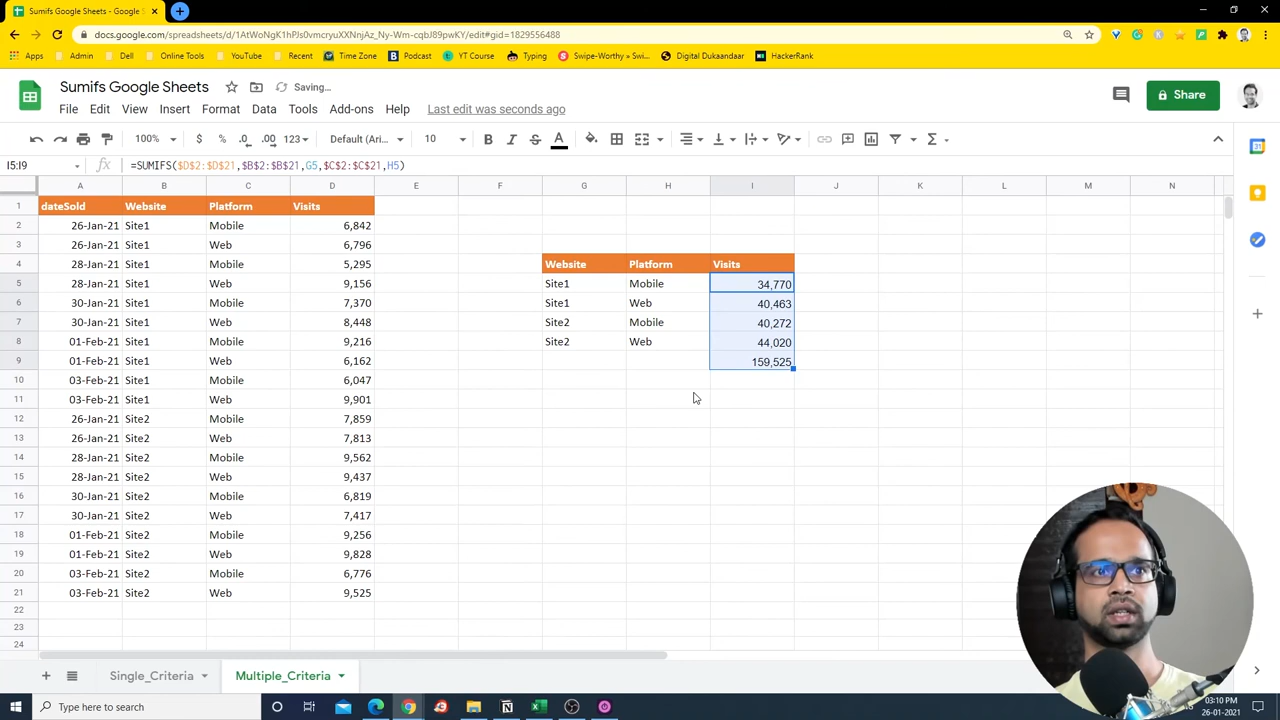 Sumifs Google Sheets -
docs.google.com/spreadsheets/d/1AtWoNgK1hPJs0vmcryuXXNnjAz_Ny-Wm-cqbJ89pwKY/edit#gid=1829556488
Apps Admin Dell Online Tools YouTube Recent Time Zone Podcast YT Course Typing Swipe-Worthy » Swi... Digital Dukaandaar HackerRank
Sumifs Google Sheets Saving...
File Edit View Insert Format Data Tools Add-ons Help Last edit was seconds ago
Share
100% $ % .0 .00 123 Default (Ari... 10 B I S A
I5:I9 fx =SUMIFS($D$2:$D$21,$B$2:$B$21,G5,$C$2:$C$21,H5)
A B C D E F G H I J K L M N
1 dateSold Website Platform Visits
2 26-Jan-21 Site1 Mobile 6,842
3 26-Jan-21 Site1 Web 6,796
4 28-Jan-21 Site1 Mobile 5,295 Website Platform Visits
5 28-Jan-21 Site1 Web 9,156 Site1 Mobile 34,770
6 30-Jan-21 Site1 Mobile 7,370 Site1 Web 40,463
7 30-Jan-21 Site1 Web 8,448 Site2 Mobile 40,272
8 01-Feb-21 Site1 Mobile 9,216 Site2 Web 44,020
9 01-Feb-21 Site1 Web 6,162 159,525
10 03-Feb-21 Site1 Mobile 6,047
11 03-Feb-21 Site1 Web 9,901
12 26-Jan-21 Site2 Mobile 7,859
13 26-Jan-21 Site2 Web 7,813
14 28-Jan-21 Site2 Mobile 9,562
15 28-Jan-21 Site2 Web 9,437
16 30-Jan-21 Site2 Mobile 6,819
17 30-Jan-21 Site2 Web 7,417
18 01-Feb-21 Site2 Mobile 9,256
19 01-Feb-21 Site2 Web 9,828
20 03-Feb-21 Site2 Mobile 6,776
21 03-Feb-21 Site2 Web 9,525
22
23
24
Single_Criteria Multiple_Criteria
Type here to search
03:10 PM
26-01-2021